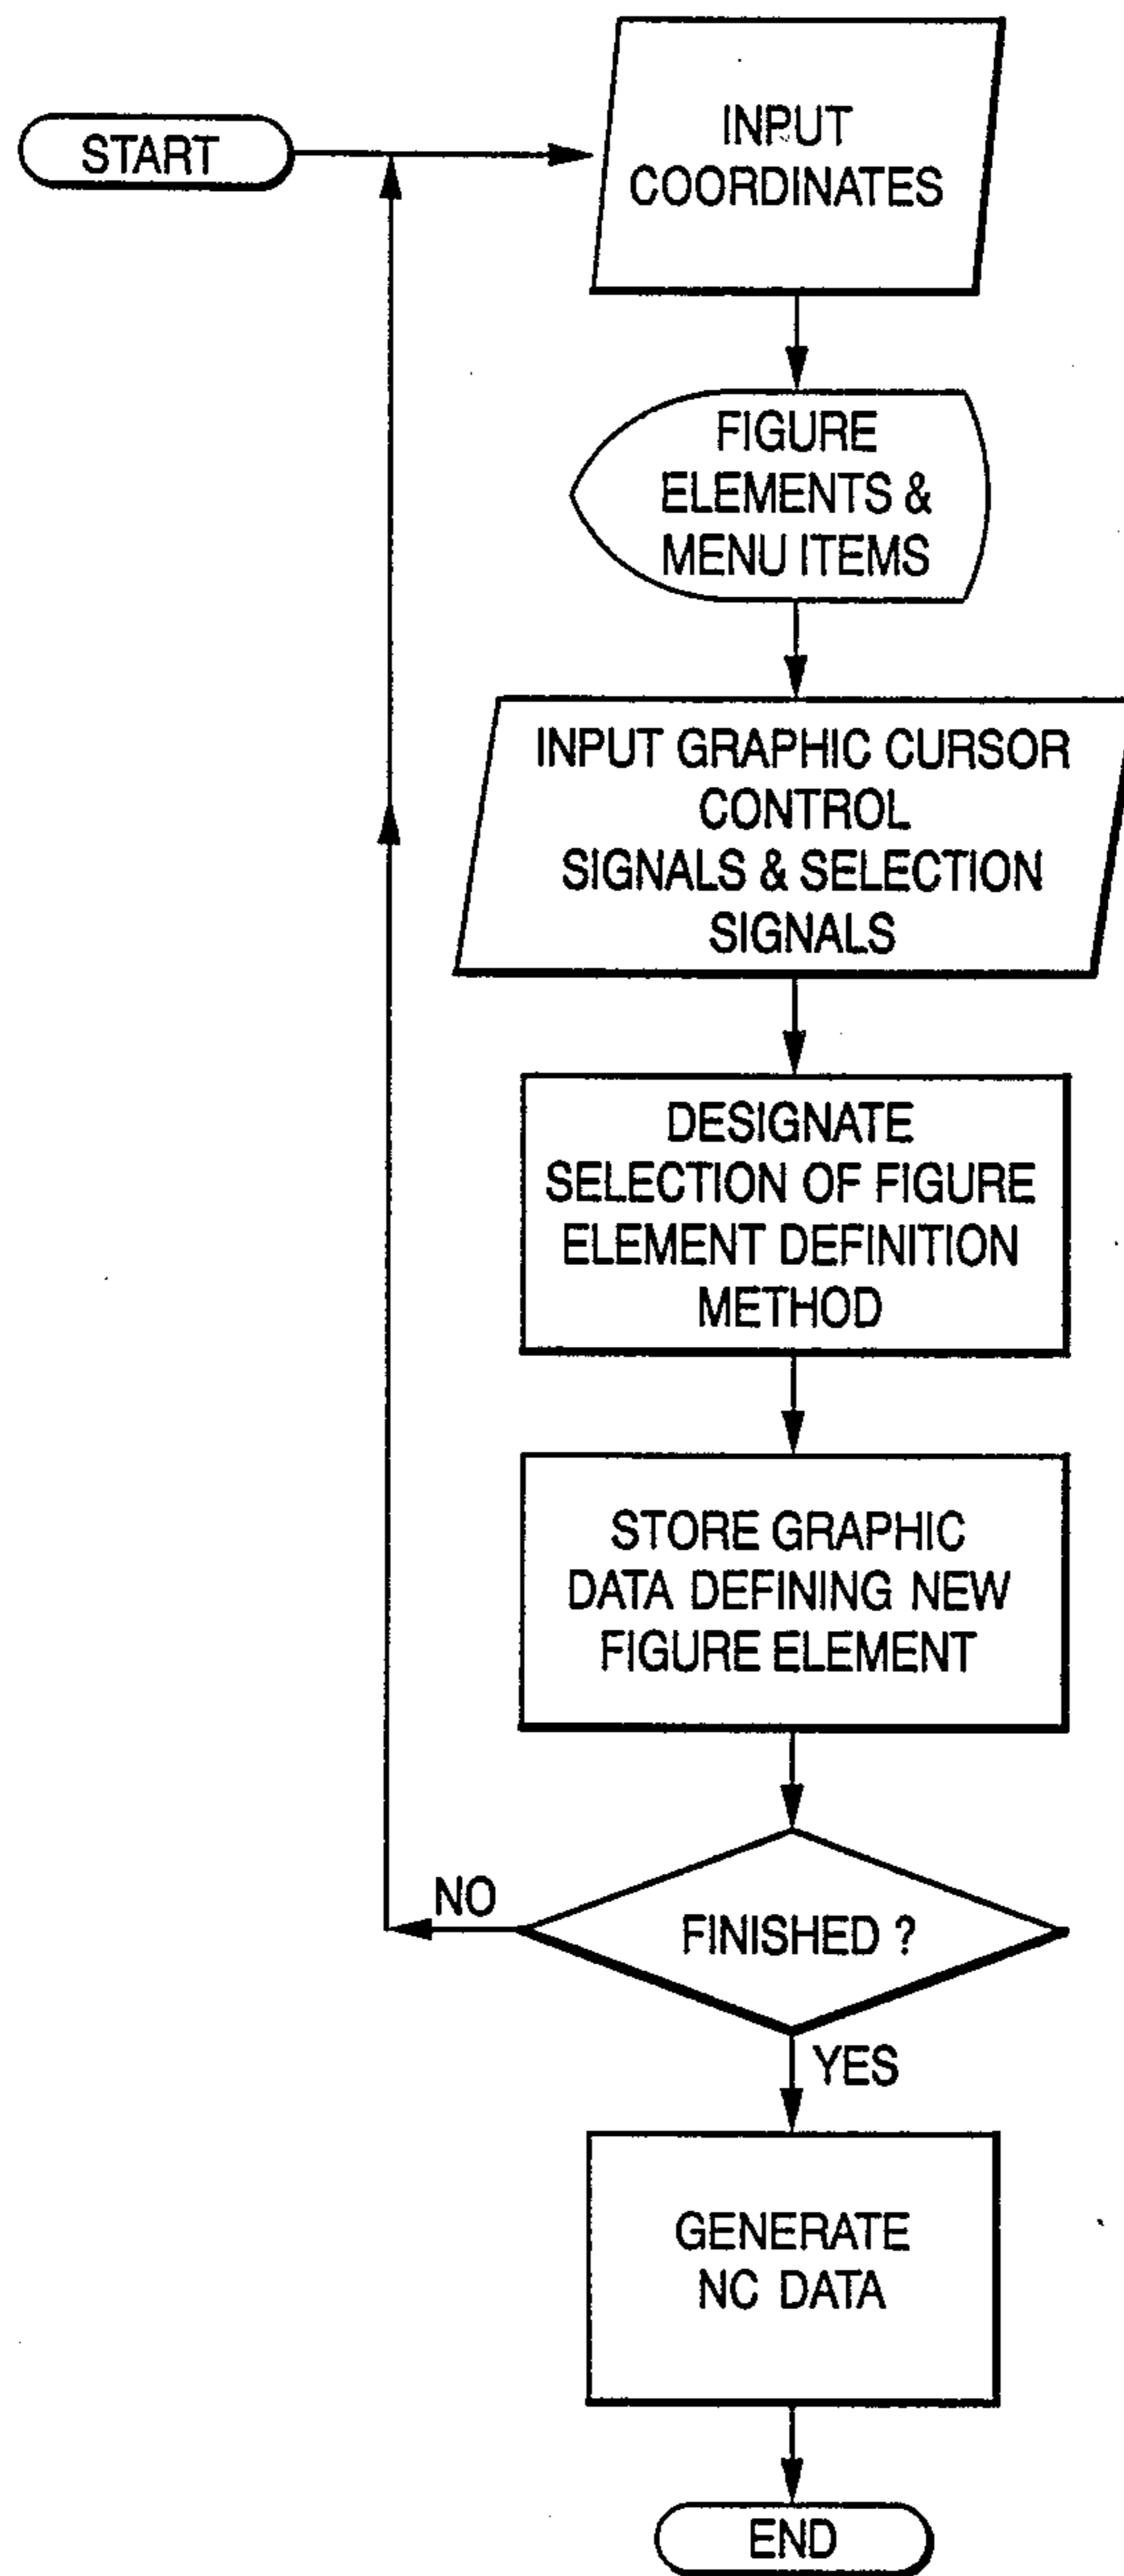 START
INPUT
COORDINATES
FIGURE
ELEMENTS &
MENU ITEMS
INPUT GRAPHIC CURSOR
CONTROL
SIGNALS & SELECTION
SIGNALS
DESIGNATE
SELECTION OF FIGURE
ELEMENT DEFINITION
METHOD
STORE GRAPHIC
DATA DEFINING NEW
FIGURE ELEMENT
FINISHED ?
NO
YES
GENERATE
NC DATA
END